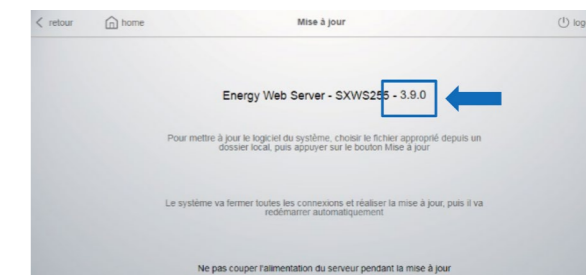 retour home Mise à jour
Energy Web Server - SXWS255 - 3.9.0
Pour mettre à jour le logiciel du système, choisir le fichier approprié depuis un
dossier local, puis appuyer sur le bouton Mise à jour
Le système va fermer toutes les connexions et réaliser la mise à jour, puis il va
redémarrer automatiquement
Ne pas couper l'alimentation du serveur pendant la mise à jour